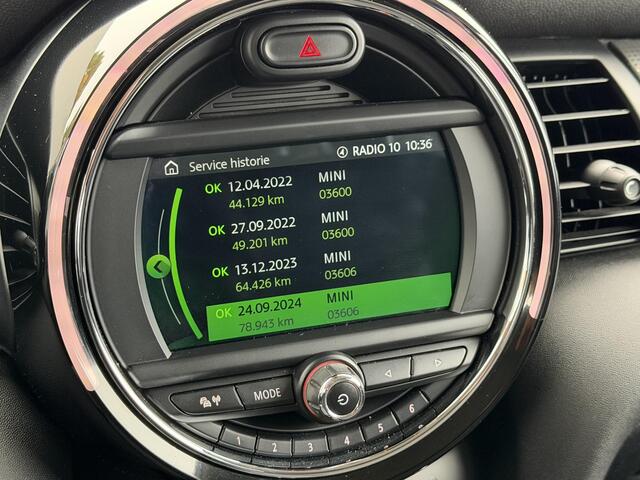 Service historie RADIO 10 10:36
OK 12.04.2022 MINI
44.129 km 03600
OK 27.09.2022 MINI
49.201 km 03600
OK 13.12.2023 MINI
64.426 km 03606
OK 24.09.2024 MINI
78.943 km 03606
MODE
1 2 3 4 5 6